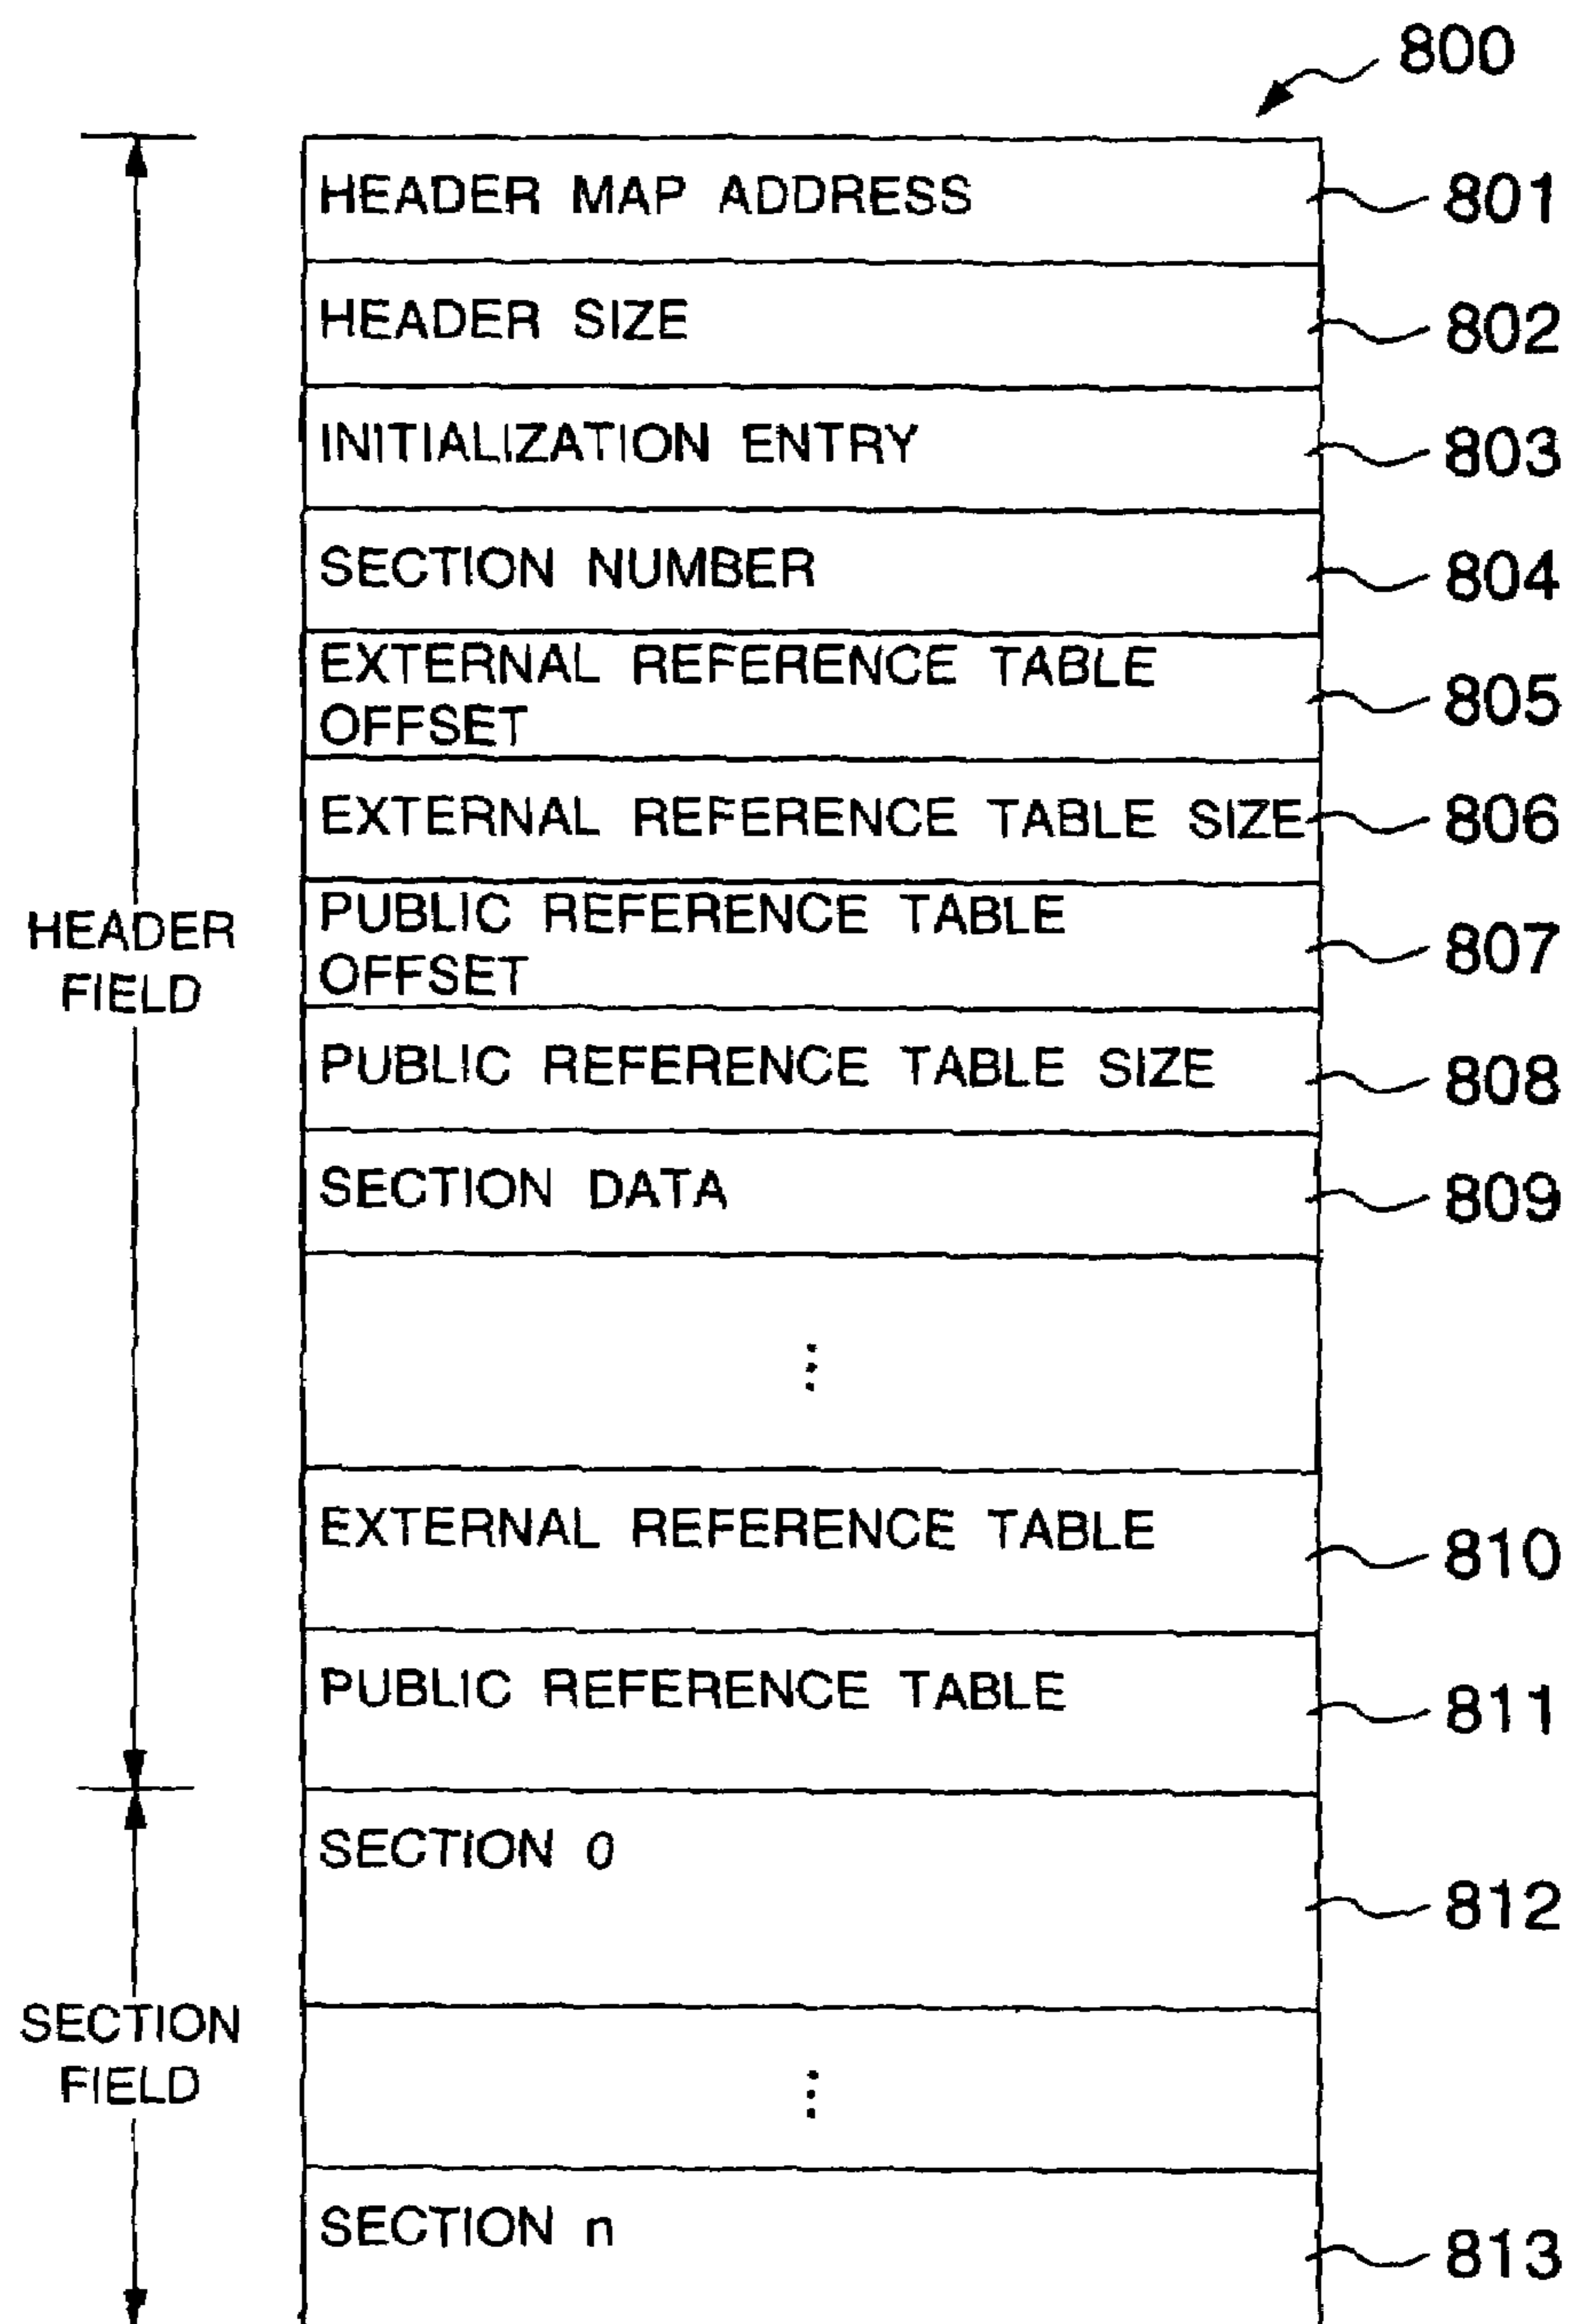 800
HEADER MAP ADDRESS 801
HEADER SIZE 802
INITIALIZATION ENTRY 803
SECTION NUMBER 804
EXTERNAL REFERENCE TABLE
OFFSET 805
EXTERNAL REFERENCE TABLE SIZE 806
HEADER
FIELD
PUBLIC REFERENCE TABLE
OFFSET 807
PUBLIC REFERENCE TABLE SIZE 808
SECTION DATA 809
⋮
EXTERNAL REFERENCE TABLE 810
PUBLIC REFERENCE TABLE 811
SECTION 0 812
SECTION
FIELD
⋮
SECTION n 813